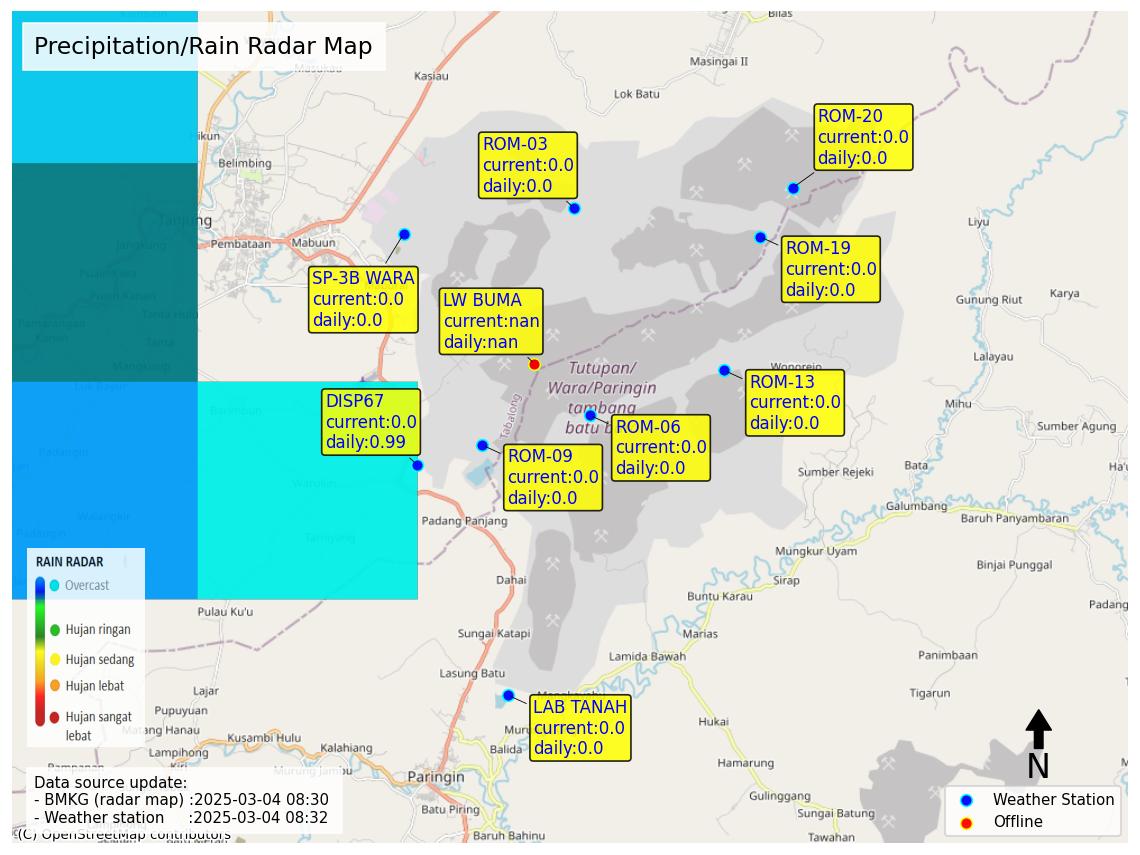 Precipitation/Rain Radar Map
Bilas
Masingai II
Kasiau
Lok Batu
Masukau
Hikun
Belimbing
Tanjung
Jangkung
Pembataan
Mabuun
Liyu
Gunung Riut
Karya
Lalayau
Mihu
Sumber Agung
Wonorejo
ROM-20
current:0.0
daily:0.0
ROM-03
current:0.0
daily:0.0
ROM-19
current:0.0
daily:0.0
SP-3B WARA
current:0.0
daily:0.0
LW BUMA
current:nan
daily:nan
Tutupan/
Wara/Paringin
tambang
batu b
Tabalong
ROM-13
current:0.0
daily:0.0
DISP67
current:0.0
daily:0.99
ROM-06
current:0.0
daily:0.0
ROM-09
current:0.0
daily:0.0
Sumber Rejeki
Bata
Galumbang
Baruh Panyambaran
Padang Panjang
Mungkur Uyam
Binjai Punggal
Dahai
Sirap
Buntu Karau
Pulau Ku'u
Sungai Katapi
Marias
Lamida Bawah
Panimbaan
Lasung Batu
Tigarun
Lajar
Pupuyuan
Hukai
Kusambi Hulu
Kalahiang
Balida
Lampihong
Hamarung
Murung Jambu
Paringin
Gulinggang
Batu Piring
Sungai Batung
Baruh Bahinu
Tawahan
RAIN RADAR
Overcast
Hujan ringan
Hujan sedang
Hujan lebat
Hujan sangat
lebat
LAB TANAH
current:0.0
daily:0.0
N
Data source update:
- BMKG (radar map) :2025-03-04 08:30
- Weather station :2025-03-04 08:32
(C) OpenStreetMap contributors
Weather Station
Offline